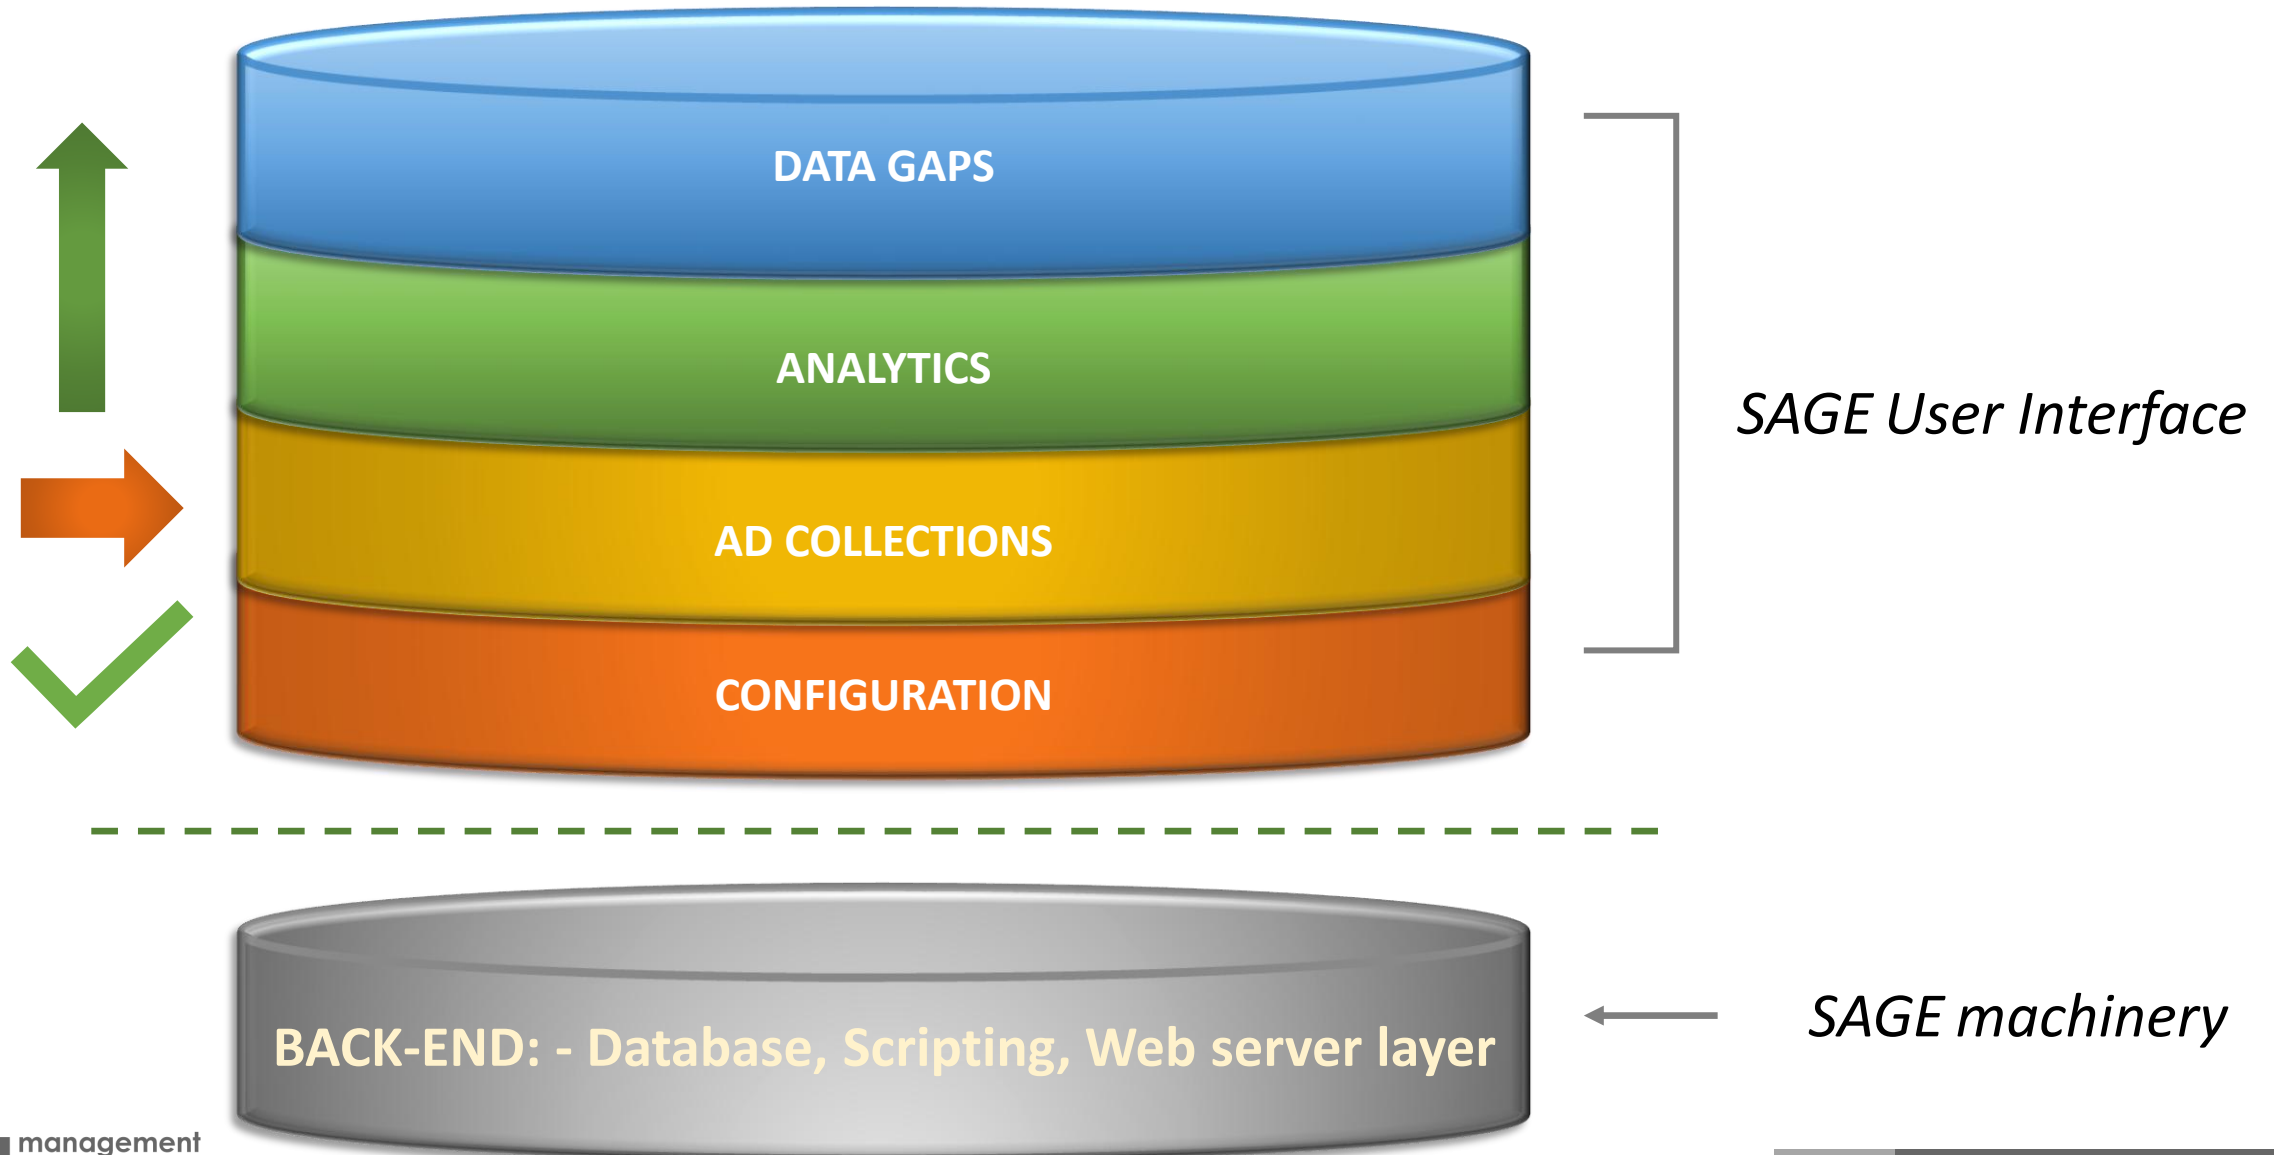 DATA GAPS
ANALYTICS
SAGE User Interface
AD COLLECTIONS
CONFIGURATION
BACK-END: - Database, Scripting, Web server layer
SAGE machinery
management